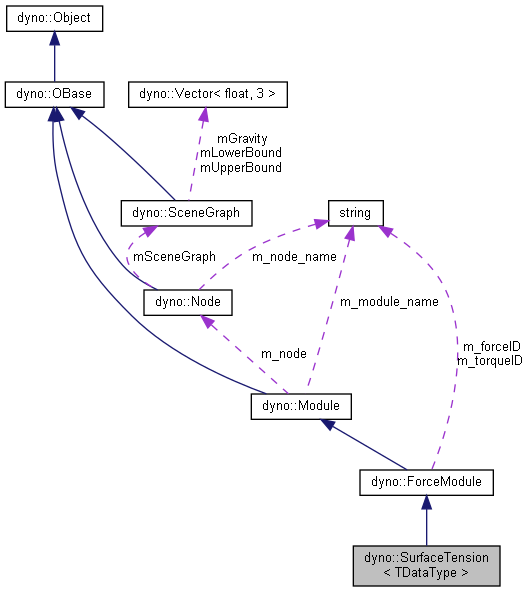 dyno::Object
dyno::OBase
dyno::Vector< float, 3 >
mGravity
mLowerBound
mUpperBound
dyno::SceneGraph
string
mSceneGraph
m_node_name
dyno::Node
m_module_name
m_node
m_forceID
m_torqueID
dyno::Module
dyno::ForceModule
dyno::SurfaceTension
< TDataType >